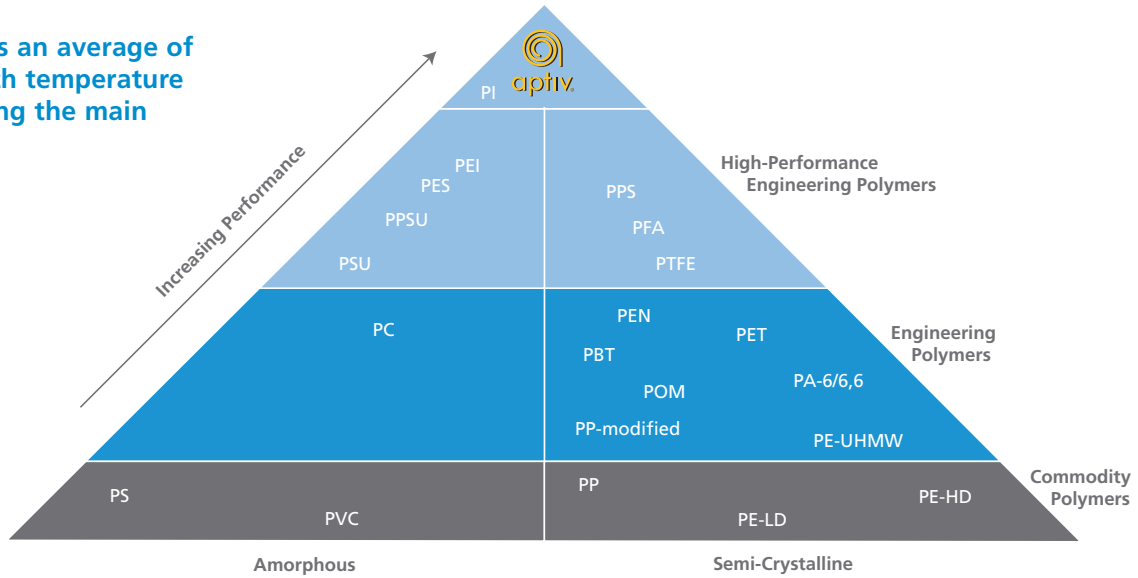 s an average of
th temperature
ng the main
Increasing Performance
aptiv®
PI
PEI
PES
PPSU
PSU
PPS
PFA
PTFE
High-Performance
Engineering Polymers
PC
PEN
PET
PBT
PA-6/6,6
POM
PP-modified
PE-UHMW
Engineering
Polymers
PS
PVC
PP
PE-HD
PE-LD
Commodity
Polymers
Amorphous
Semi-Crystalline